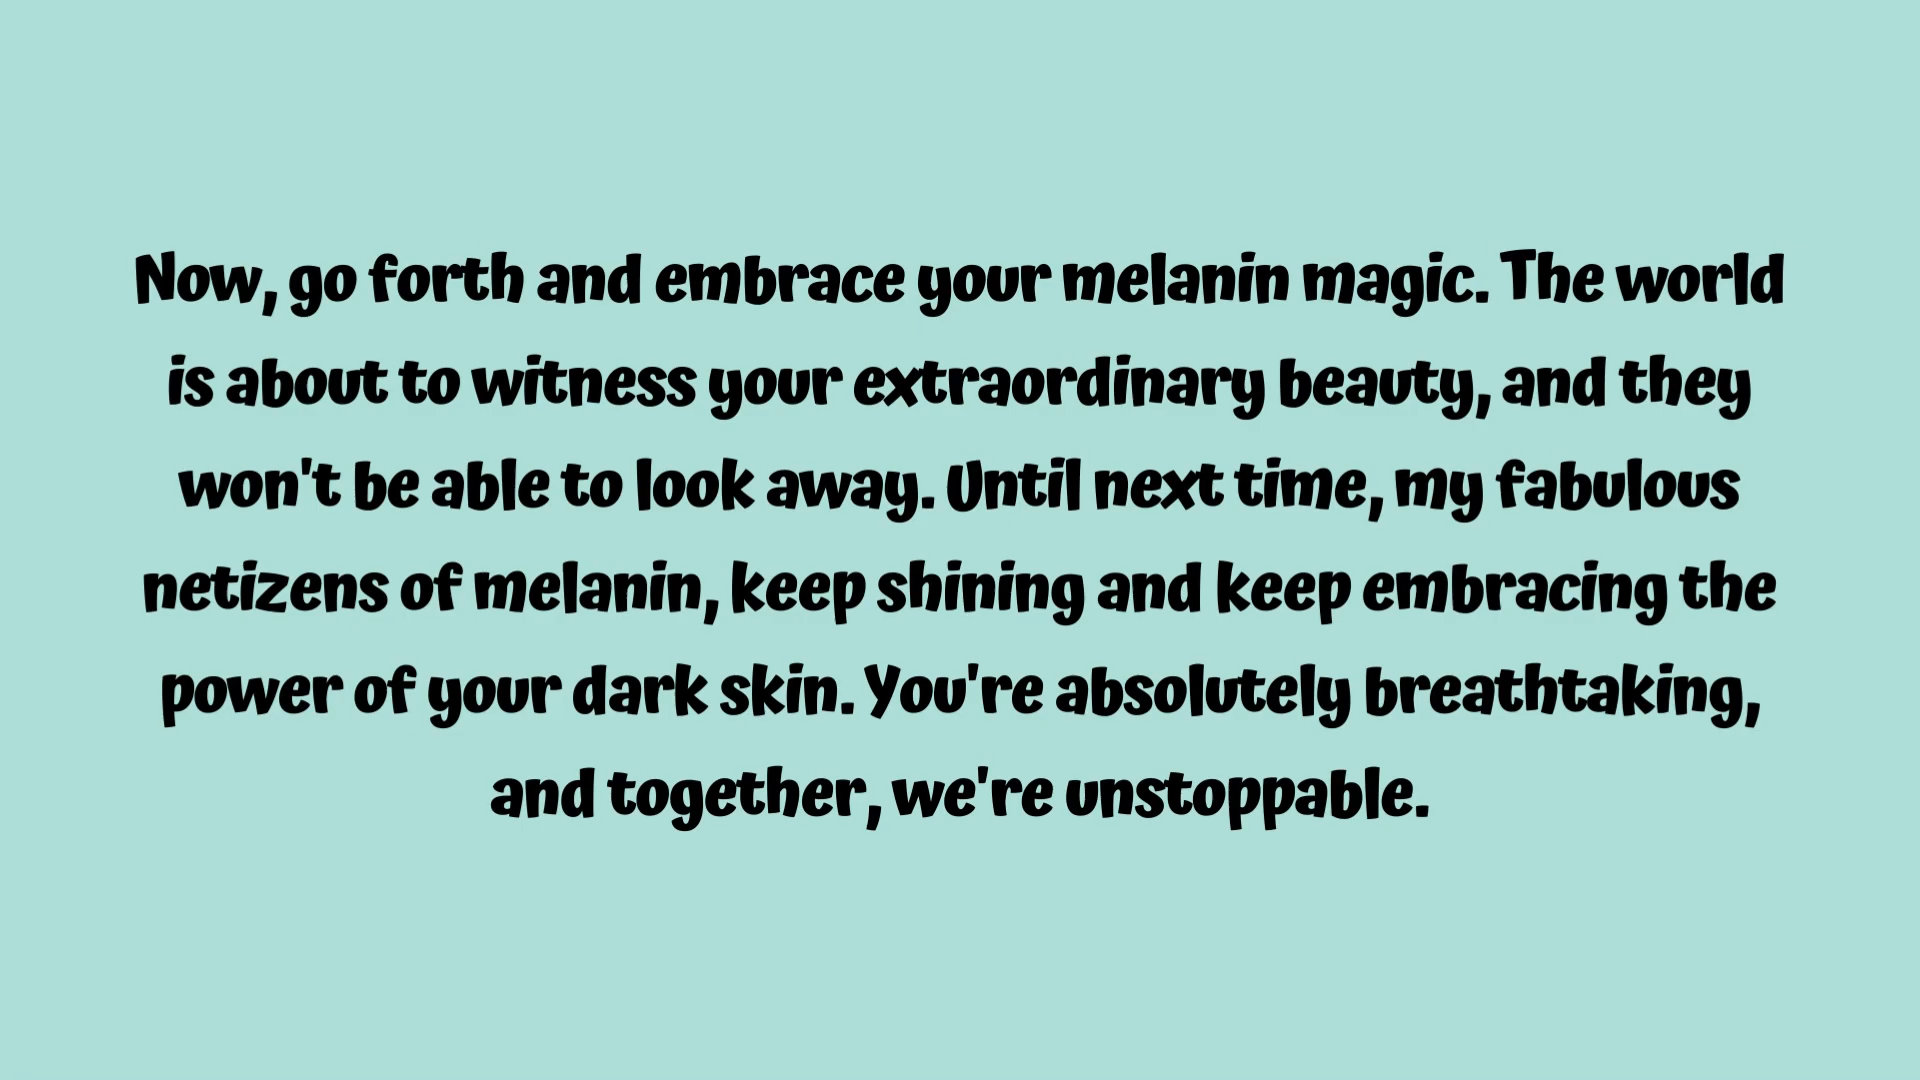 Now, go forth and embrace your melanin magic. The world
is about to witness your extraordinary beauty, and they
won't be able to look away. Until next time, my fabulous
netizens of melanin, keep shining and keep embracing the
power of your dark skin. You're absolutely breathtaking,
and together, we're unstoppable.